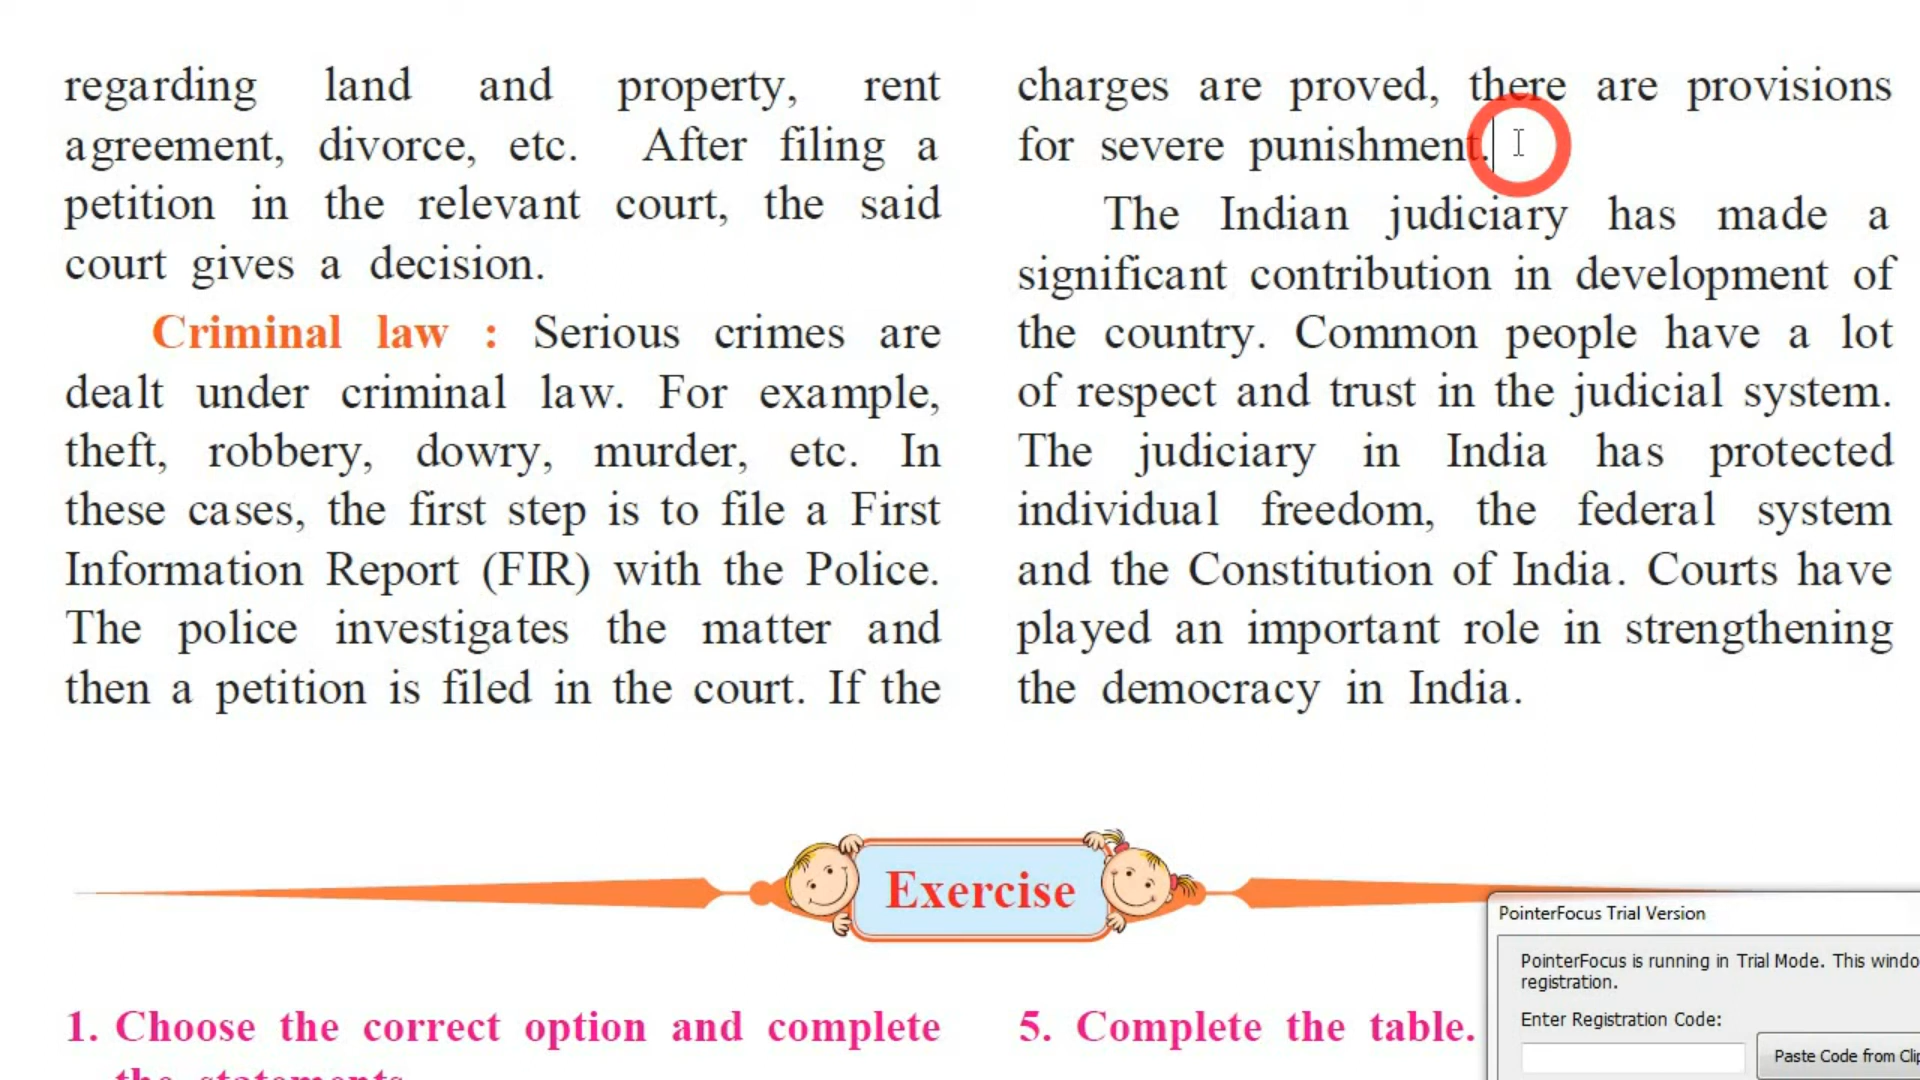 regarding land and property, rent
agreement, divorce, etc. After filing a
petition in the relevant court, the said
court gives a decision.
Criminal law : Serious crimes are
dealt under criminal law. For example,
theft, robbery, dowry, murder, etc. In
these cases, the first step is to file a First
Information Report (FIR) with the Police.
The police investigates the matter and
then a petition is filed in the court. If the
charges are proved, there are provisions
for severe punishment.
The Indian judiciary has made a
significant contribution in development of
the country. Common people have a lot
of respect and trust in the judicial system.
The judiciary in India has protected
individual freedom, the federal system
and the Constitution of India. Courts have
played an important role in strengthening
the democracy in India.
Exercise
1. Choose the correct option and complete
the statements
5. Complete the table.
PointerFocus Trial Version
PointerFocus is running in Trial Mode. This windo
registration.
Enter Registration Code:
Paste Code from Clip